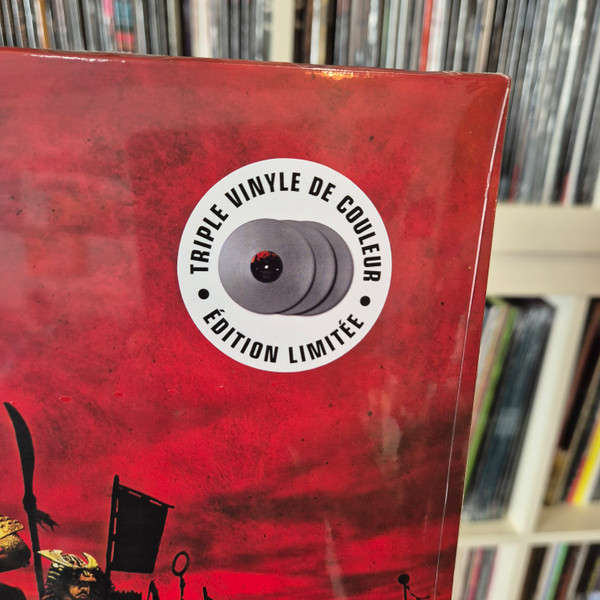 TRIPLE VINYLE DE COULEUR
• ÉDITION LIMITÉE •